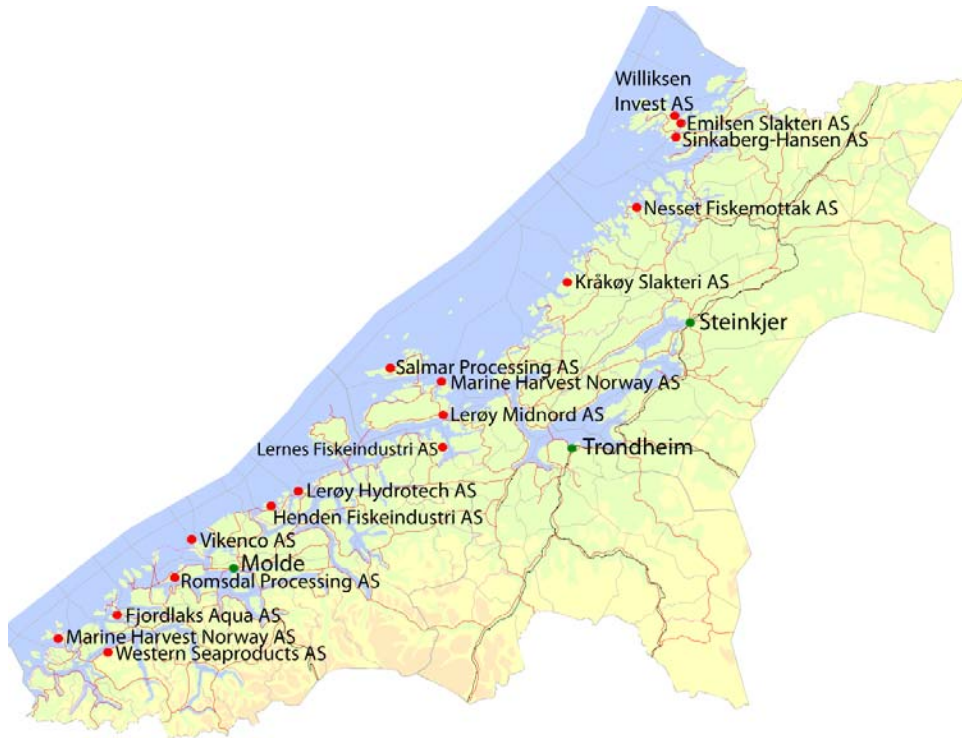 Williksen
Invest AS
Emilsen Slakteri AS
Sinkaberg-Hansen AS
Nesset Fiskemottak AS
Kråkøy Slakteri AS
Steinkjer
Salmar Processing AS
Marine Harvest Norway AS
Lerøy Midnord AS
Lernes Fiskeindustri AS
Trondheim
Lerøy Hydrotech AS
Henden Fiskeindustri AS
Vikenco AS
Molde
Romsdal Processing AS
Fjordlaks Aqua AS
Marine Harvest Norway AS
Western Seaproducts AS